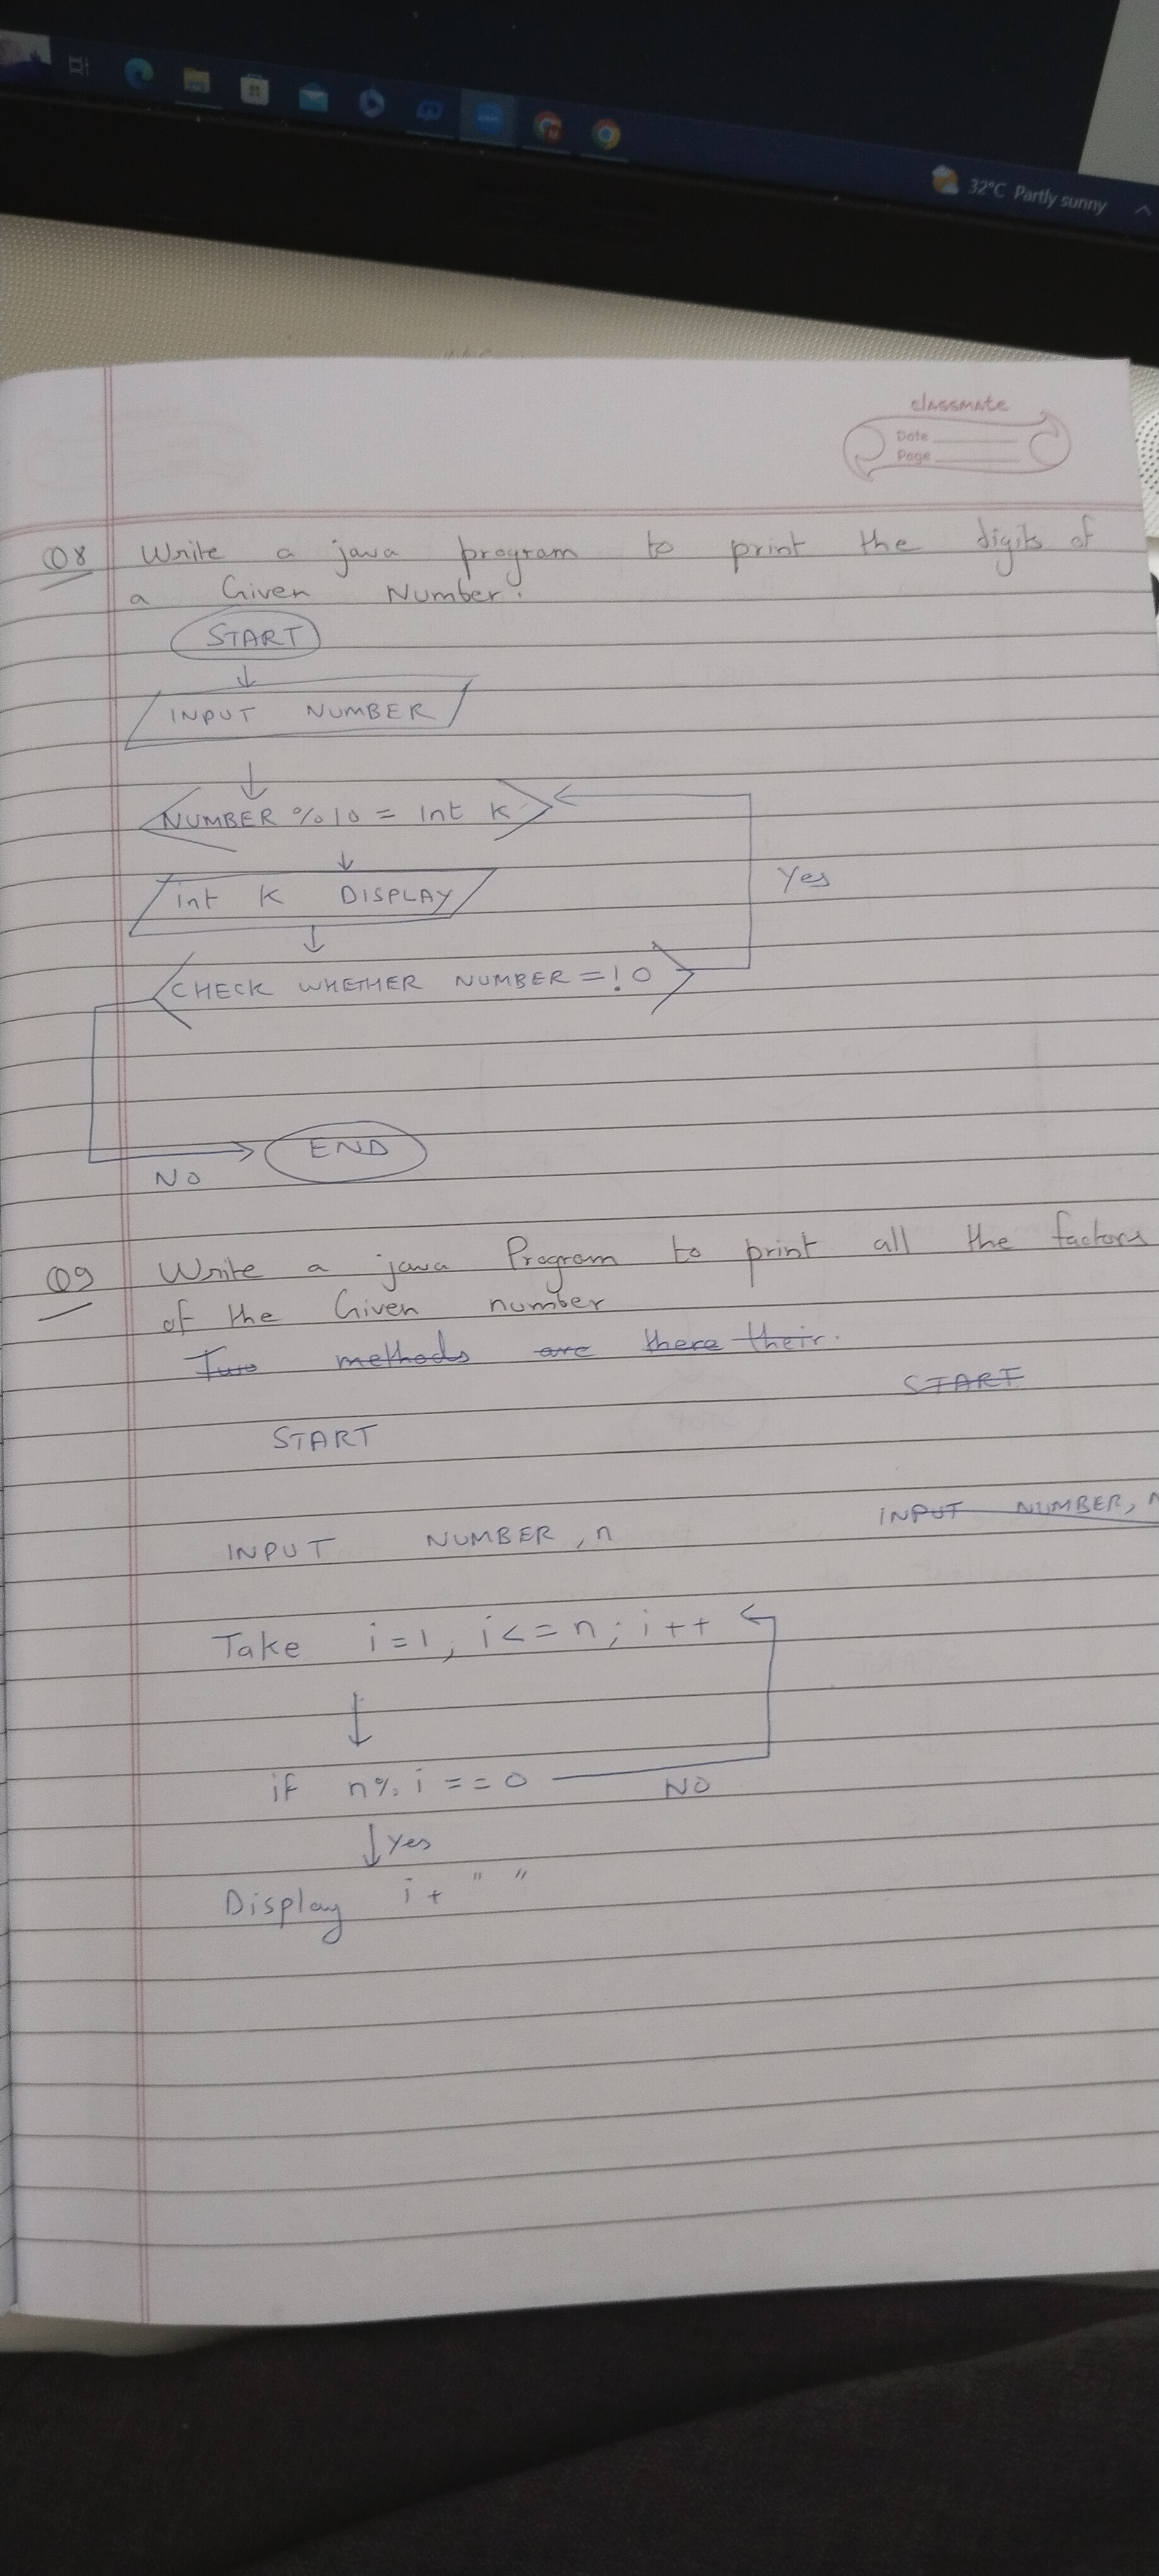 32°C Partly sunny
classmate
Date
Page
Q8 Write a java program to print the digits of
a Given Number.
START
INPUT NUMBER
NUMBER % 10 = Int K
int K DISPLAY
Yes
CHECK WHETHER NUMBER =! 0
END
NO
Q9 Write a java Program to print all the factors
of the Given number
Two methods are there their.
START
START
INPUT NUMBER, n
INPUT NUMBER, n
Take i=1, i<=n; i++
if n% i ==0
NO
Yes
Display i + " "